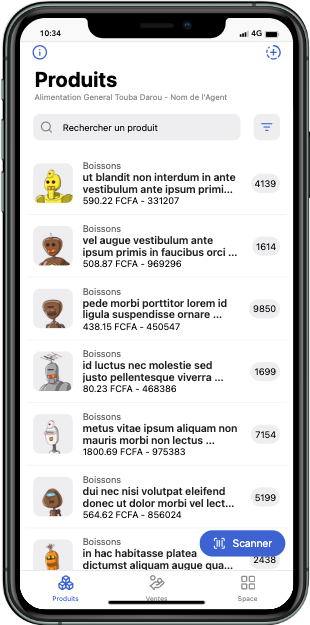 10:34
4G
Produits
Alimentation General Touba Darou - Nom de l'Agent
Rechercher un produit
Boissons
ut blandit non interdum in ante
vestibulum ante ipsum primi...
590.22 FCFA - 331207
4139
Boissons
vel augue vestibulum ante
ipsum primis in faucibus orci ...
508.87 FCFA - 969296
1614
Boissons
pede morbi porttitor lorem id
ligula suspendisse ornare ...
438.15 FCFA - 450547
9850
Boissons
id luctus nec molestie sed
justo pellentesque viverra ...
80.23 FCFA - 468386
1699
Boissons
metus vitae ipsum aliquam non
mauris morbi non lectus ...
1800.69 FCFA - 975383
7154
Boissons
dui nec nisi volutpat eleifend
donec ut dolor morbi vel lect...
564.62 FCFA - 856024
5199
Boissons
in hac habitasse platea
dictumst aliquam augue qua...
2438
Scanner
Produits
Ventes
Space